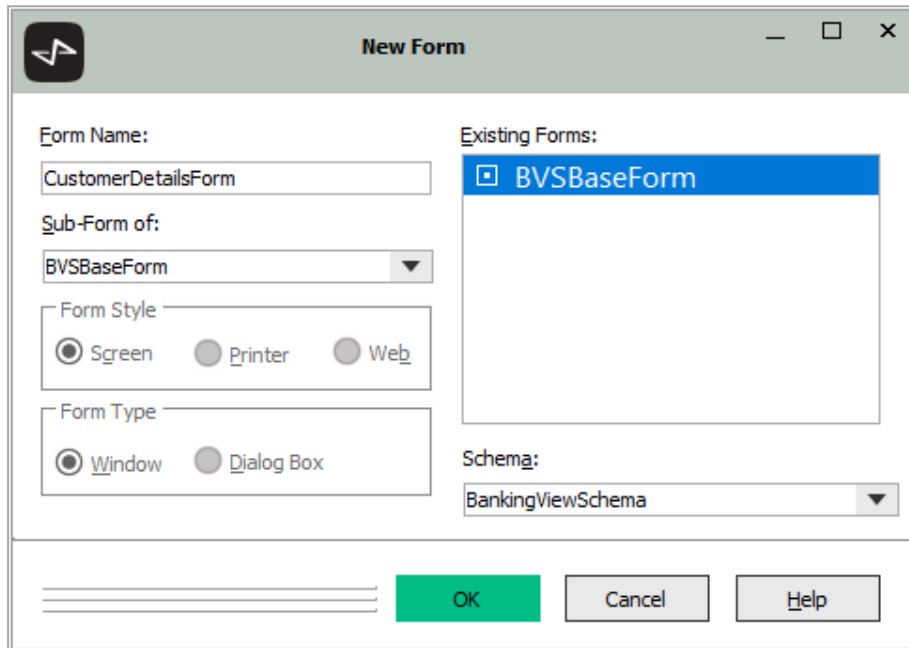 New Form
Form Name:
CustomerDetailsForm
Sub-Form of:
BVSBaseForm
Form Style
Screen
Printer
Web
Form Type
Window
Dialog Box
Existing Forms:
BVSBaseForm
Schema:
BankingViewSchema
OK
Cancel
Help